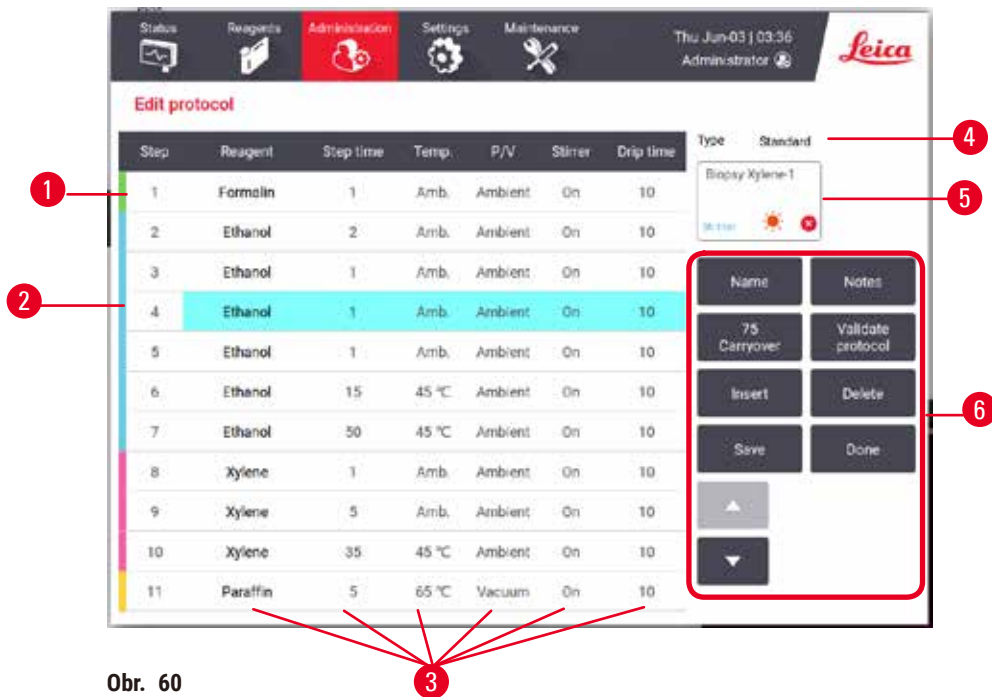 Status Reagents Administration Settings Maintenance
Thu Jun-03 | 03:36
Administrator
Leica
Edit protocol
Step Reagent Step time Temp. P/V Stirrer Drip time
1 Formalin 1 Amb. Ambient On 10
2 Ethanol 2 Amb. Ambient On 10
3 Ethanol 1 Amb. Ambient On 10
4 Ethanol 1 Amb. Ambient On 10
5 Ethanol 1 Amb. Ambient On 10
6 Ethanol 15 45 °C Ambient On 10
7 Ethanol 50 45 °C Ambient On 10
8 Xylene 1 Amb. Ambient On 10
9 Xylene 5 Amb. Ambient On 10
10 Xylene 35 45 °C Ambient On 10
11 Paraffin 5 65 °C Vacuum On 10
Type Standard
Biopsy Xylene-1
Name Notes
75
Carryover
Validate
protocol
Insert Delete
Save Done
1
2
3
4
5
6
Obr. 60